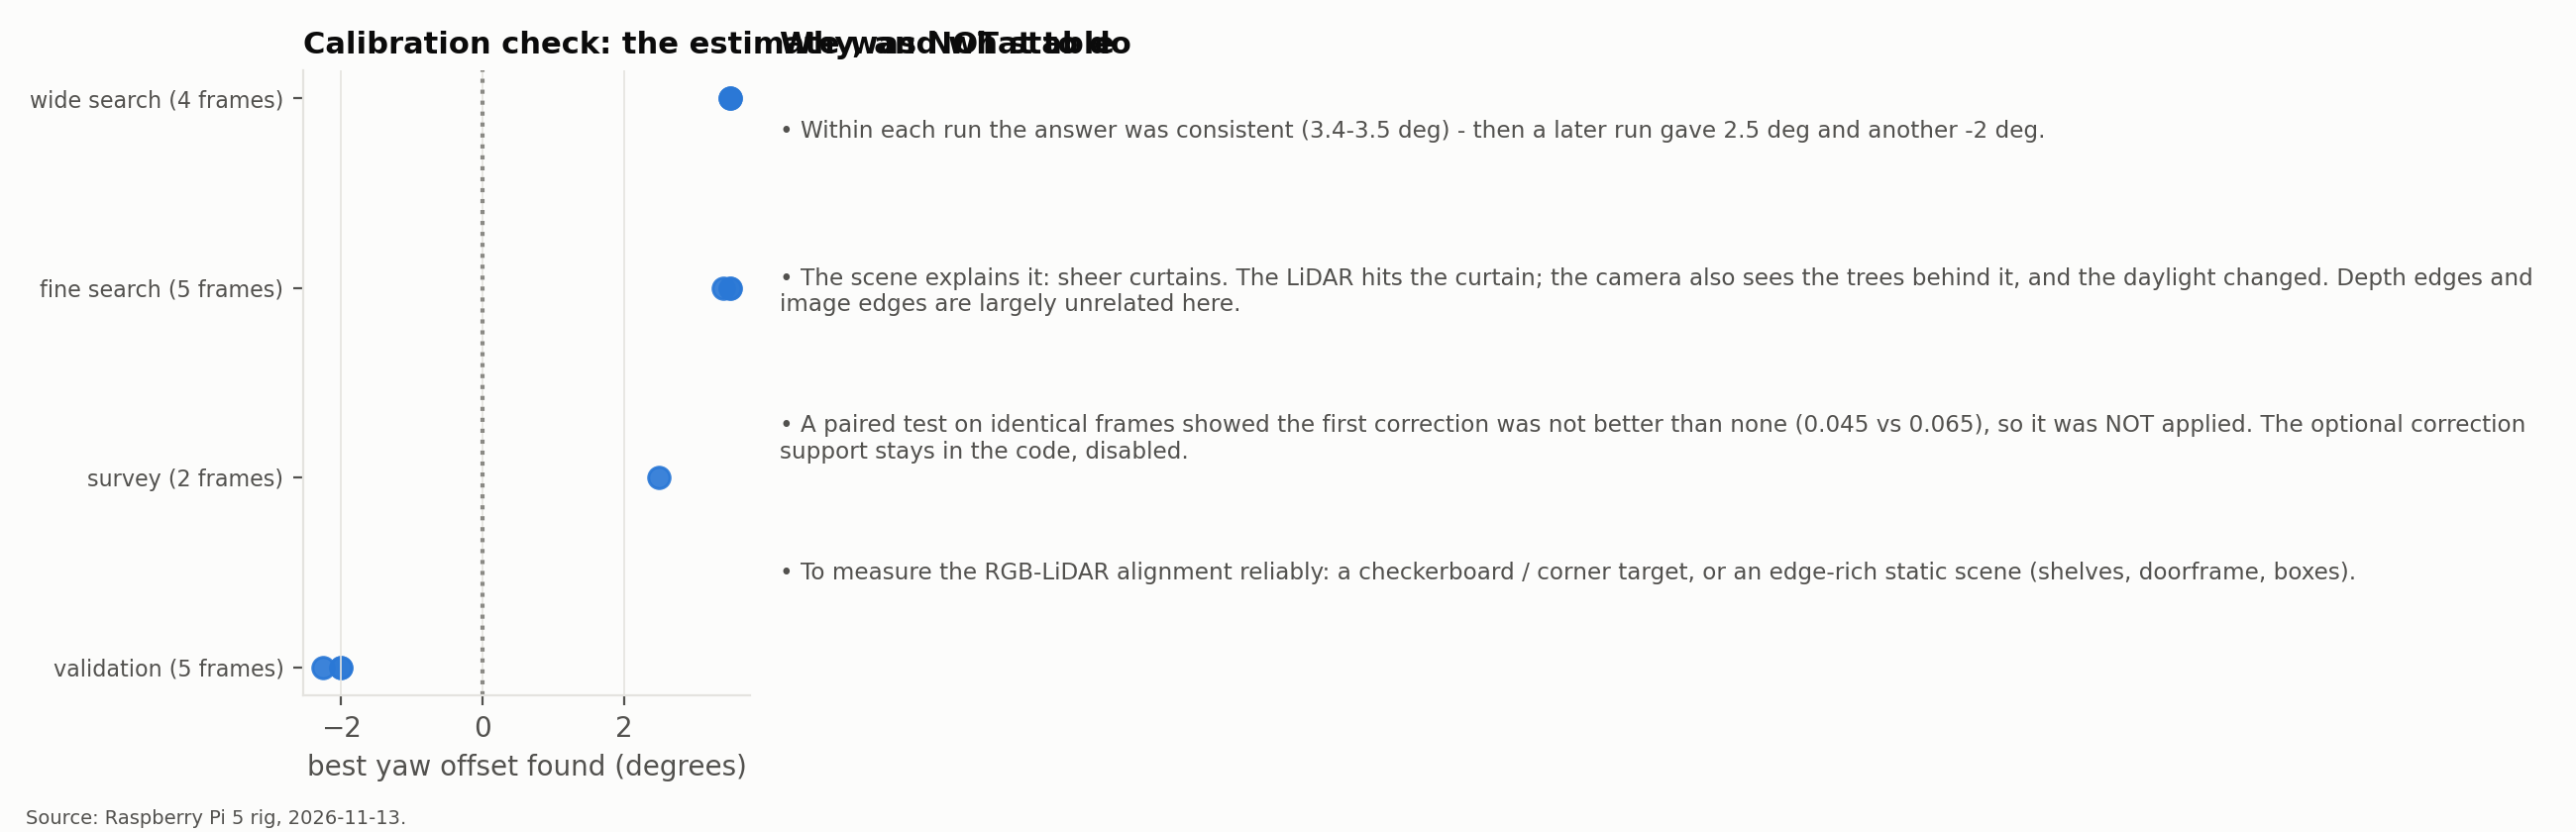 Calibration check: the estimate was NOT stable
Why, and what to do
wide search (4 frames)
fine search (5 frames)
survey (2 frames)
validation (5 frames)
−2 0 2
best yaw offset found (degrees)
• Within each run the answer was consistent (3.4-3.5 deg) - then a later run gave 2.5 deg and another -2 deg.
• The scene explains it: sheer curtains. The LiDAR hits the curtain; the camera also sees the trees behind it, and the daylight changed. Depth edges and
image edges are largely unrelated here.
• A paired test on identical frames showed the first correction was not better than none (0.045 vs 0.065), so it was NOT applied. The optional correction
support stays in the code, disabled.
• To measure the RGB-LiDAR alignment reliably: a checkerboard / corner target, or an edge-rich static scene (shelves, doorframe, boxes).
Source: Raspberry Pi 5 rig, 2026-11-13.